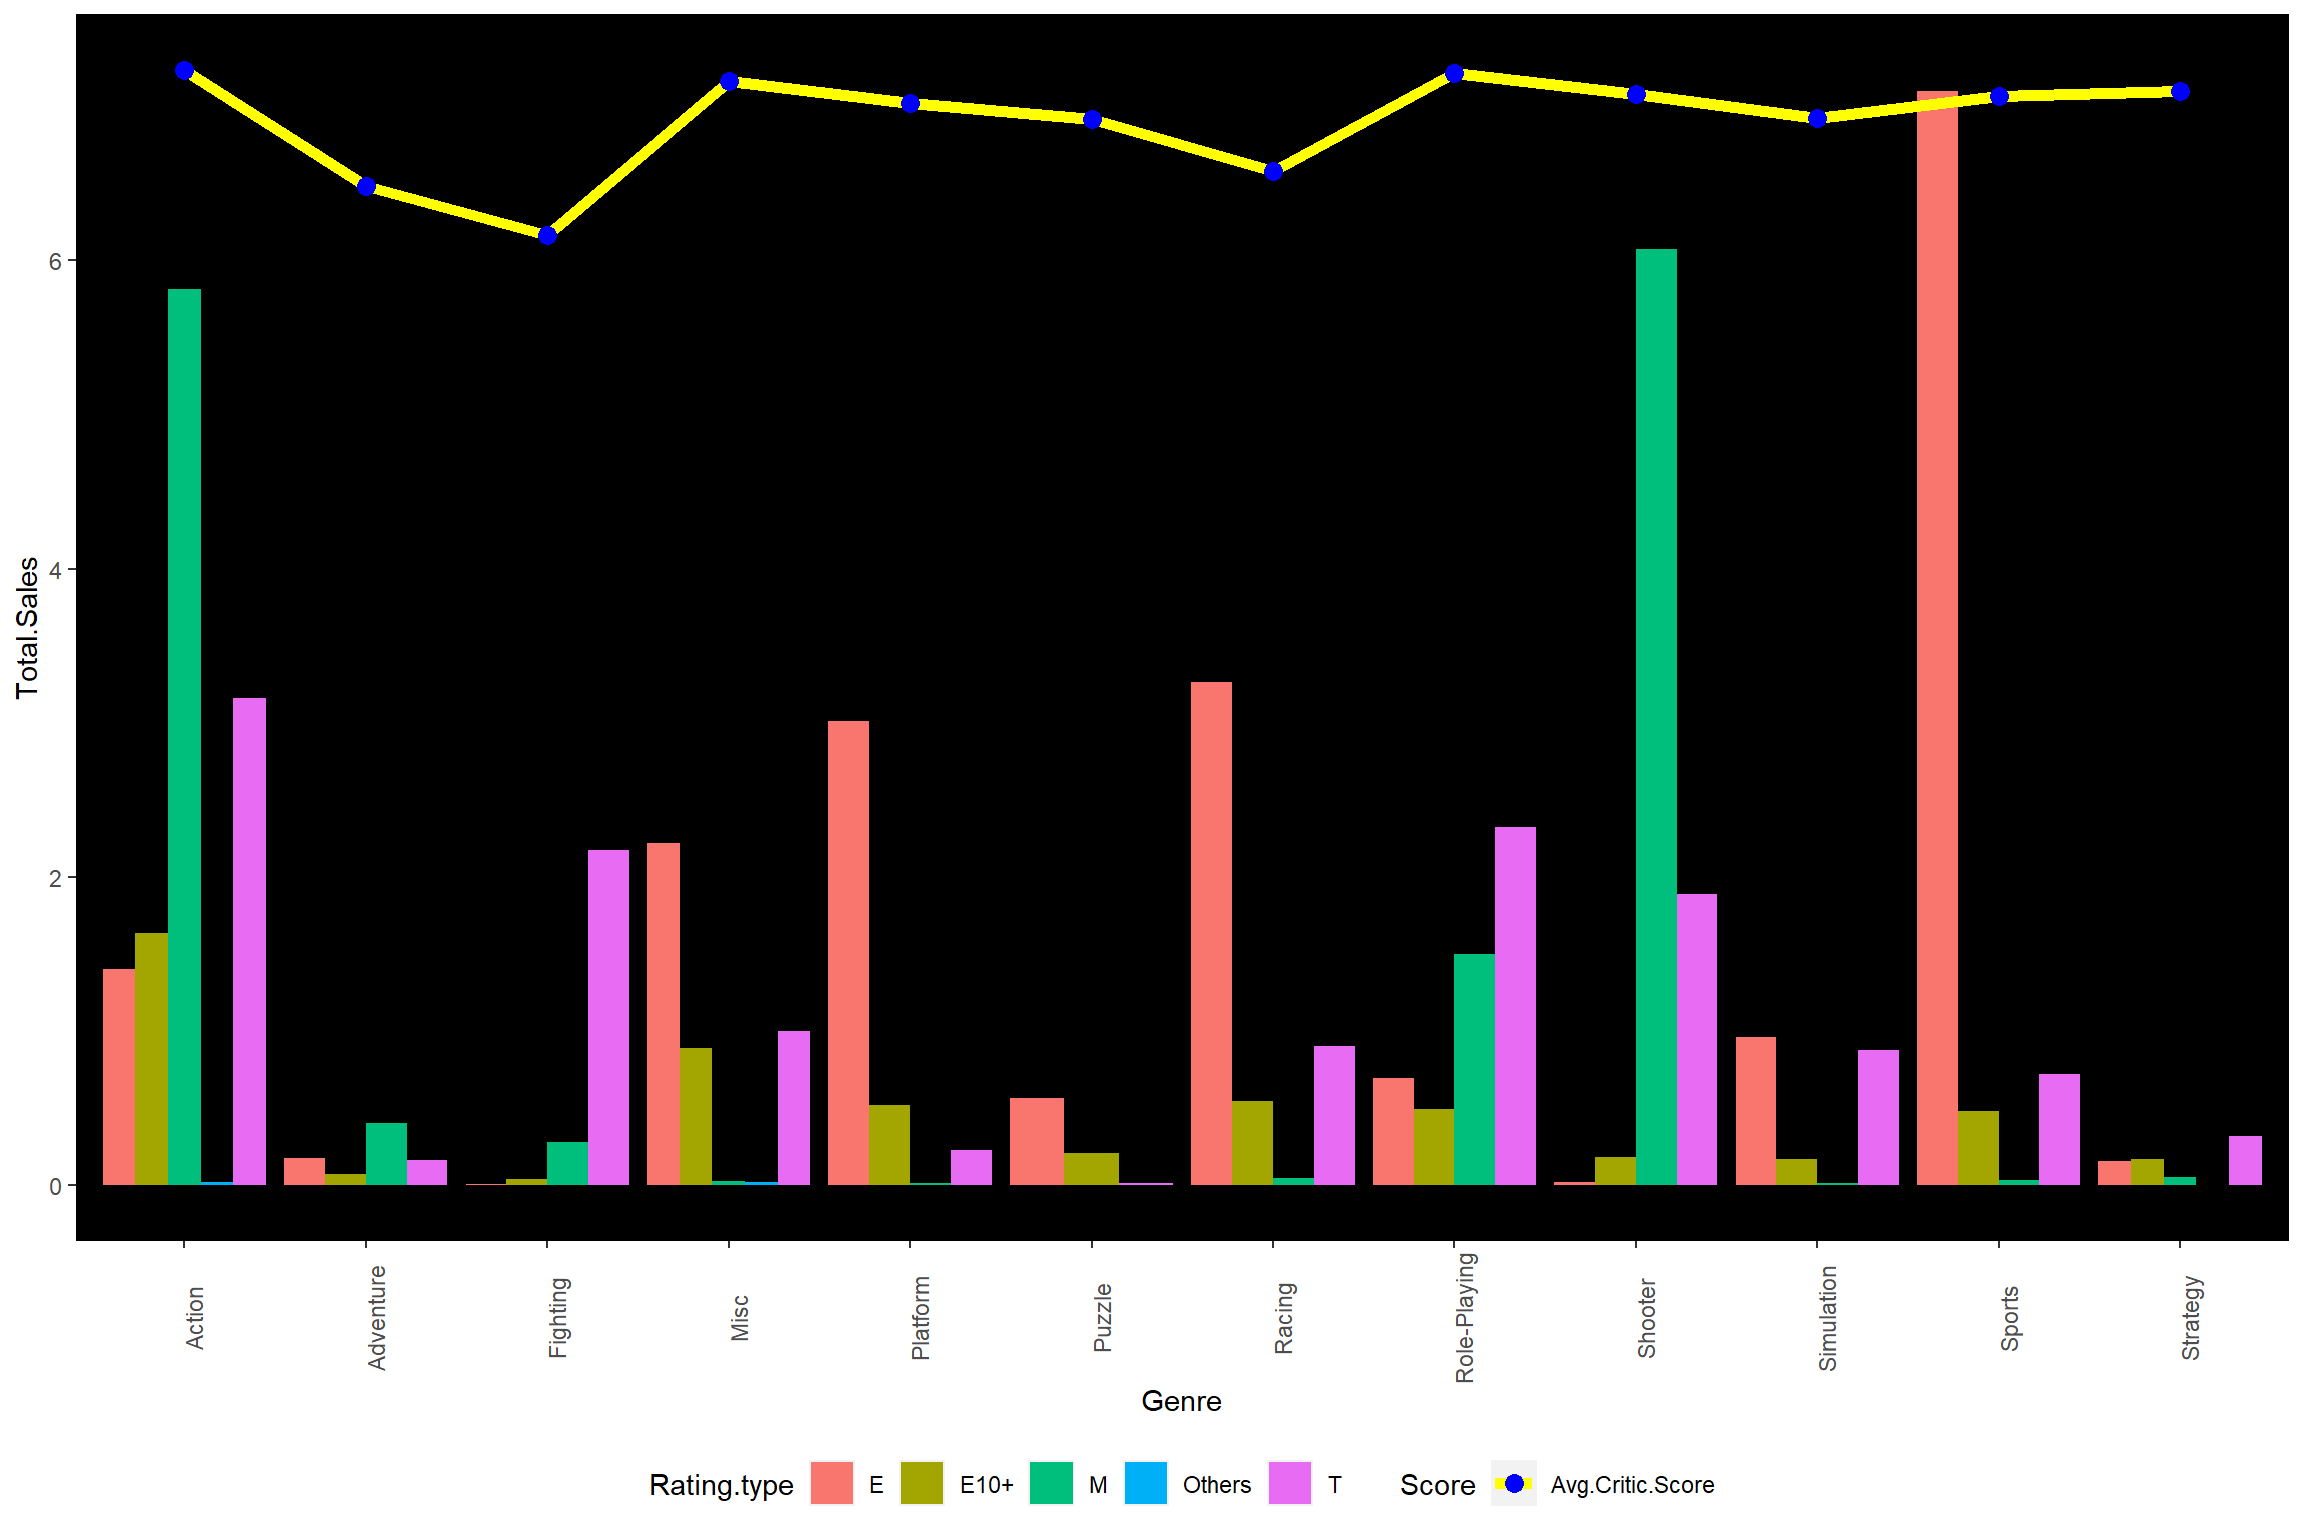 Total.Sales
6
4
2
0
Action
Adventure
Fighting
Misc
Platform
Puzzle
Racing
Role-Playing
Shooter
Simulation
Sports
Strategy
Genre
Rating.type E E10+ M Others T Score Avg.Critic.Score